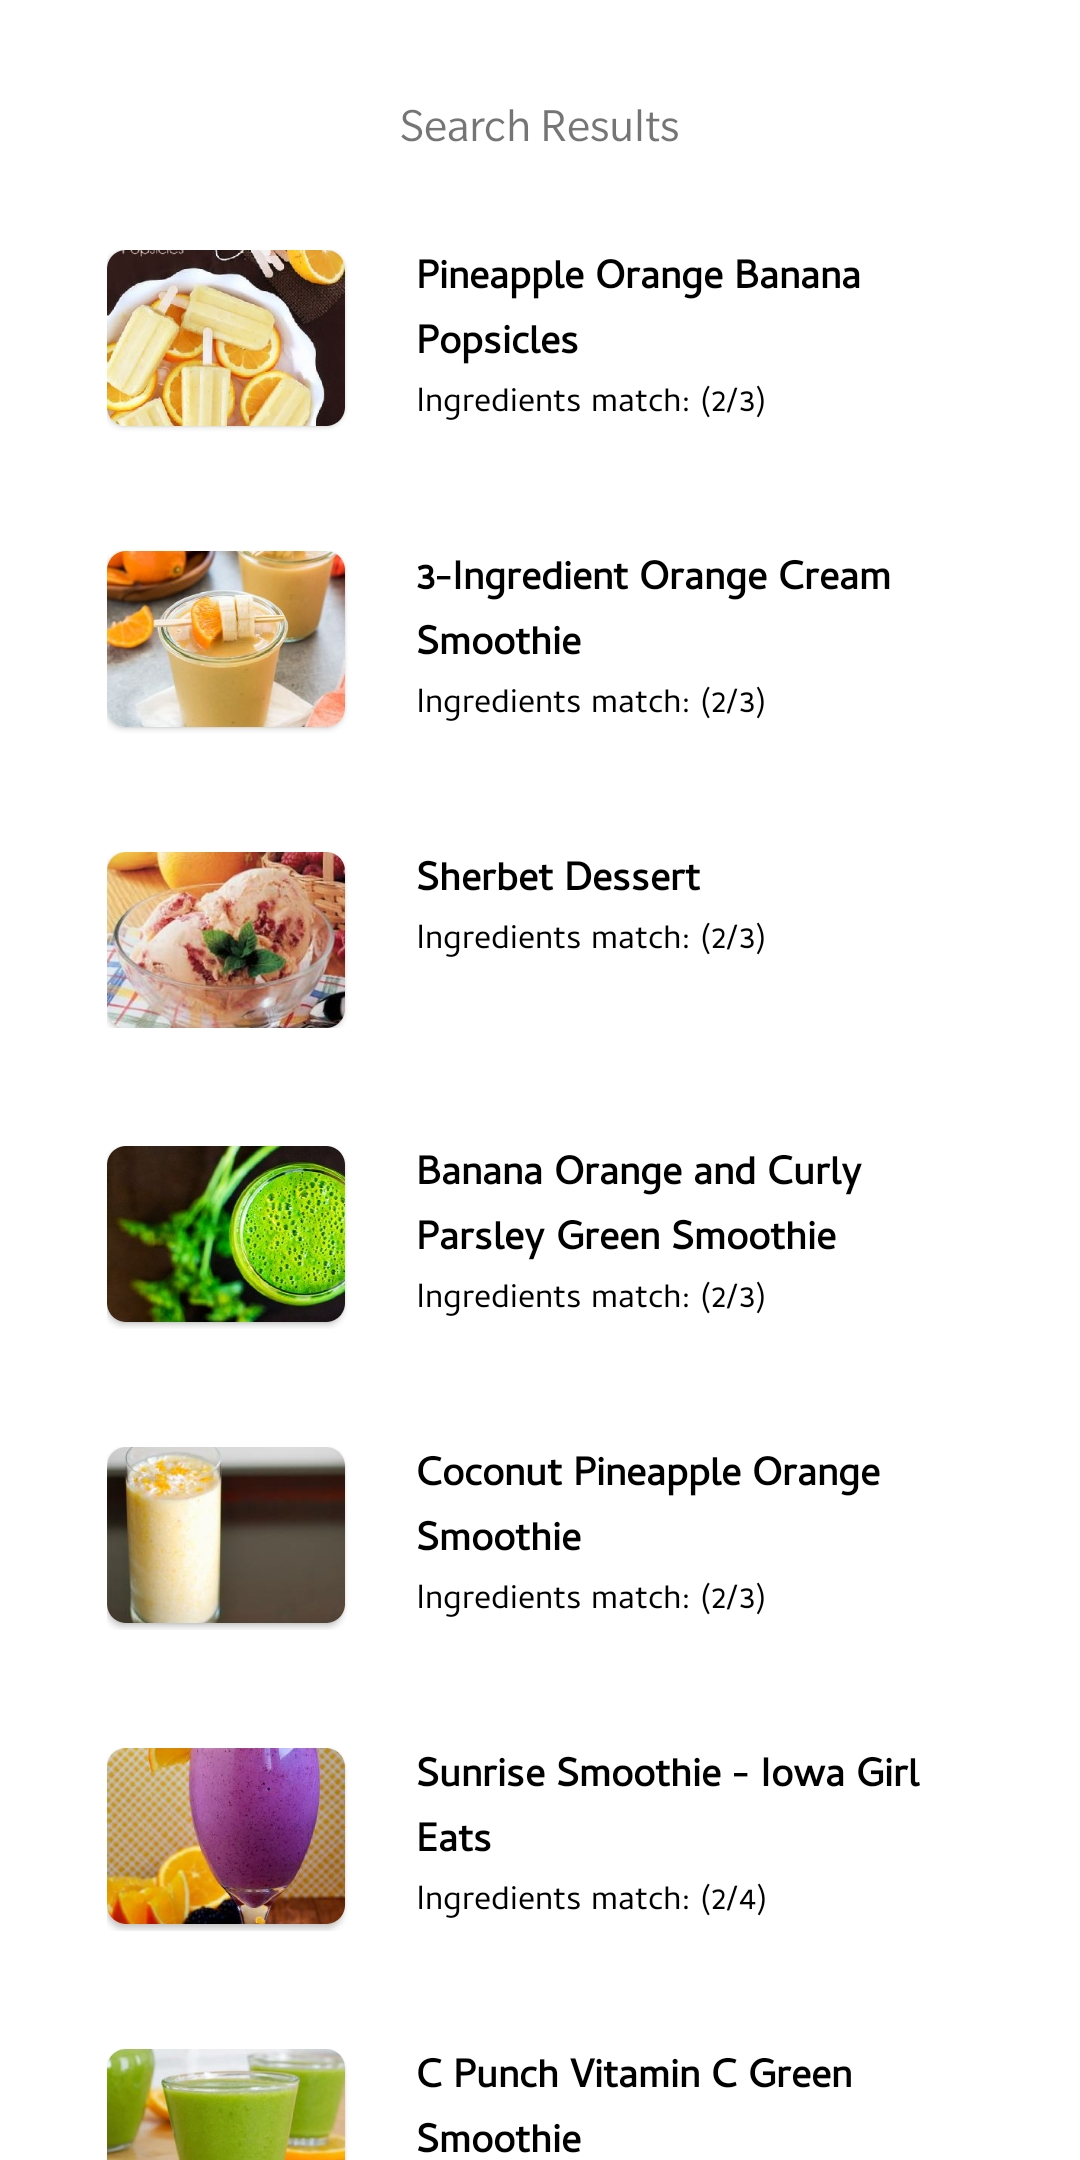 Search Results
Pineapple Orange Banana
Popsicles
Ingredients match: (2/3)
3-Ingredient Orange Cream
Smoothie
Ingredients match: (2/3)
Sherbet Dessert
Ingredients match: (2/3)
Banana Orange and Curly
Parsley Green Smoothie
Ingredients match: (2/3)
Coconut Pineapple Orange
Smoothie
Ingredients match: (2/3)
Sunrise Smoothie - Iowa Girl
Eats
Ingredients match: (2/4)
C Punch Vitamin C Green
Smoothie